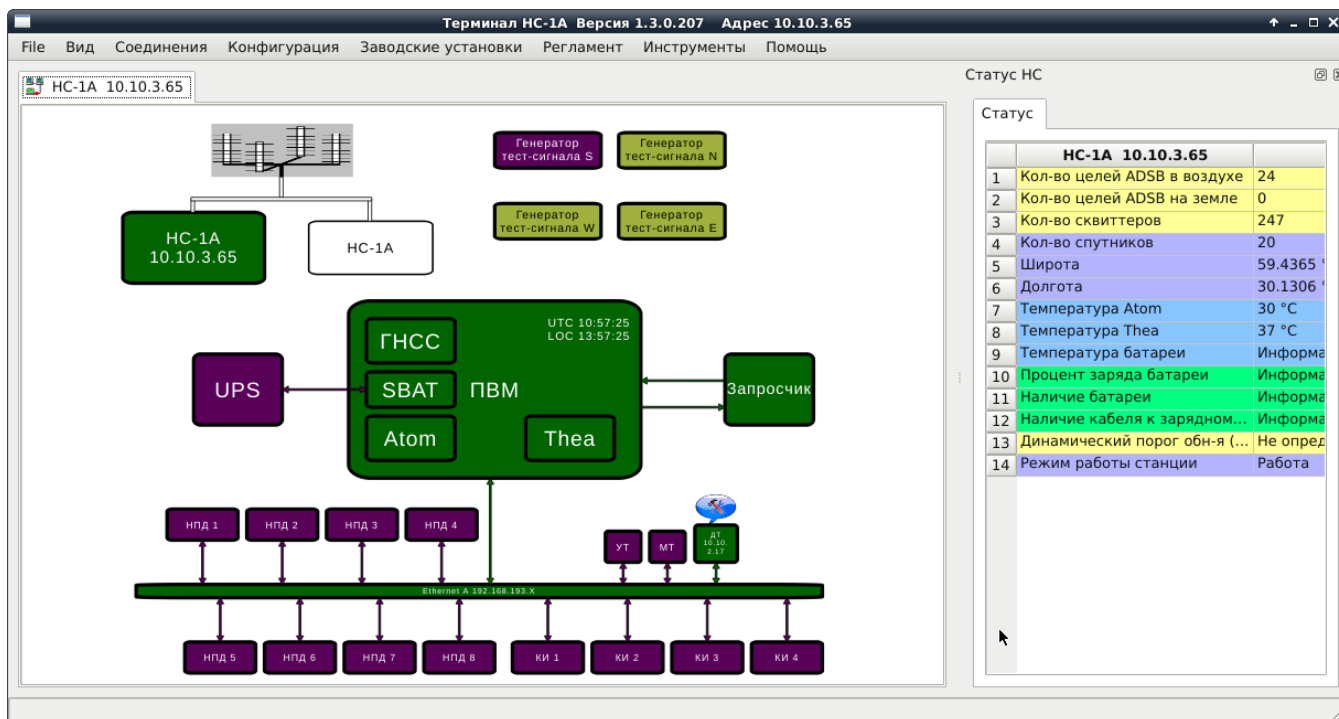 Терминал НС-1А Версия 1.3.0.207 Адрес 10.10.3.65
File Вид Соединения Конфигурация Заводские установки Регламент Инструменты Помощь
НС-1А 10.10.3.65
Генератор
тест-сигнала S
Генератор
тест-сигнала N
Генератор
тест-сигнала W
Генератор
тест-сигнала E
НС-1А
10.10.3.65
НС-1А
UTC 10:57:25
LOC 13:57:25
ГНСС
SBAT
ПВМ
Atom
Thea
UPS
Запросчик
НПД 1
НПД 2
НПД 3
НПД 4
УТ
МТ
ДТ
10.10.
2.17
Ethernet A 192.168.193.X
НПД 5
НПД 6
НПД 7
НПД 8
КИ 1
КИ 2
КИ 3
КИ 4
Статус НС
Статус
НС-1А 10.10.3.65
1 Кол-во целей ADSB в воздухе 24
2 Кол-во целей ADSB на земле 0
3 Кол-во сквиттеров 247
4 Кол-во спутников 20
5 Широта 59.4365 °
6 Долгота 30.1306 °
7 Температура Atom 30 °C
8 Температура Thea 37 °C
9 Температура батареи Информа
10 Процент заряда батареи Информа
11 Наличие батареи Информа
12 Наличие кабеля к зарядном... Информа
13 Динамический порог обн-я (... Не опред
14 Режим работы станции Работа